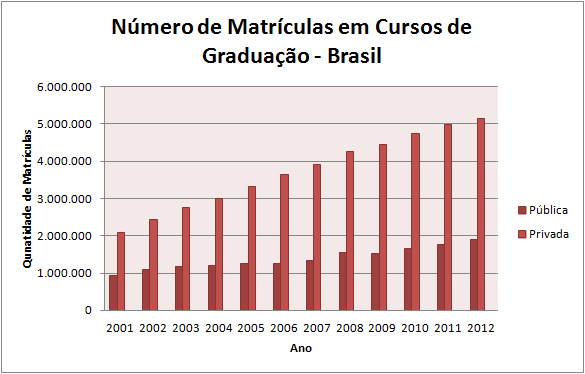 Número de Matrículas em Cursos de
Graduação - Brasil
6.000.000
5.000.000
4.000.000
3.000.000
2.000.000
1.000.000
0
Qunatidade de Matrículas
2001 2002 2003 2004 2005 2006 2007 2008 2009 2010 2011 2012
Ano
Pública
Privada